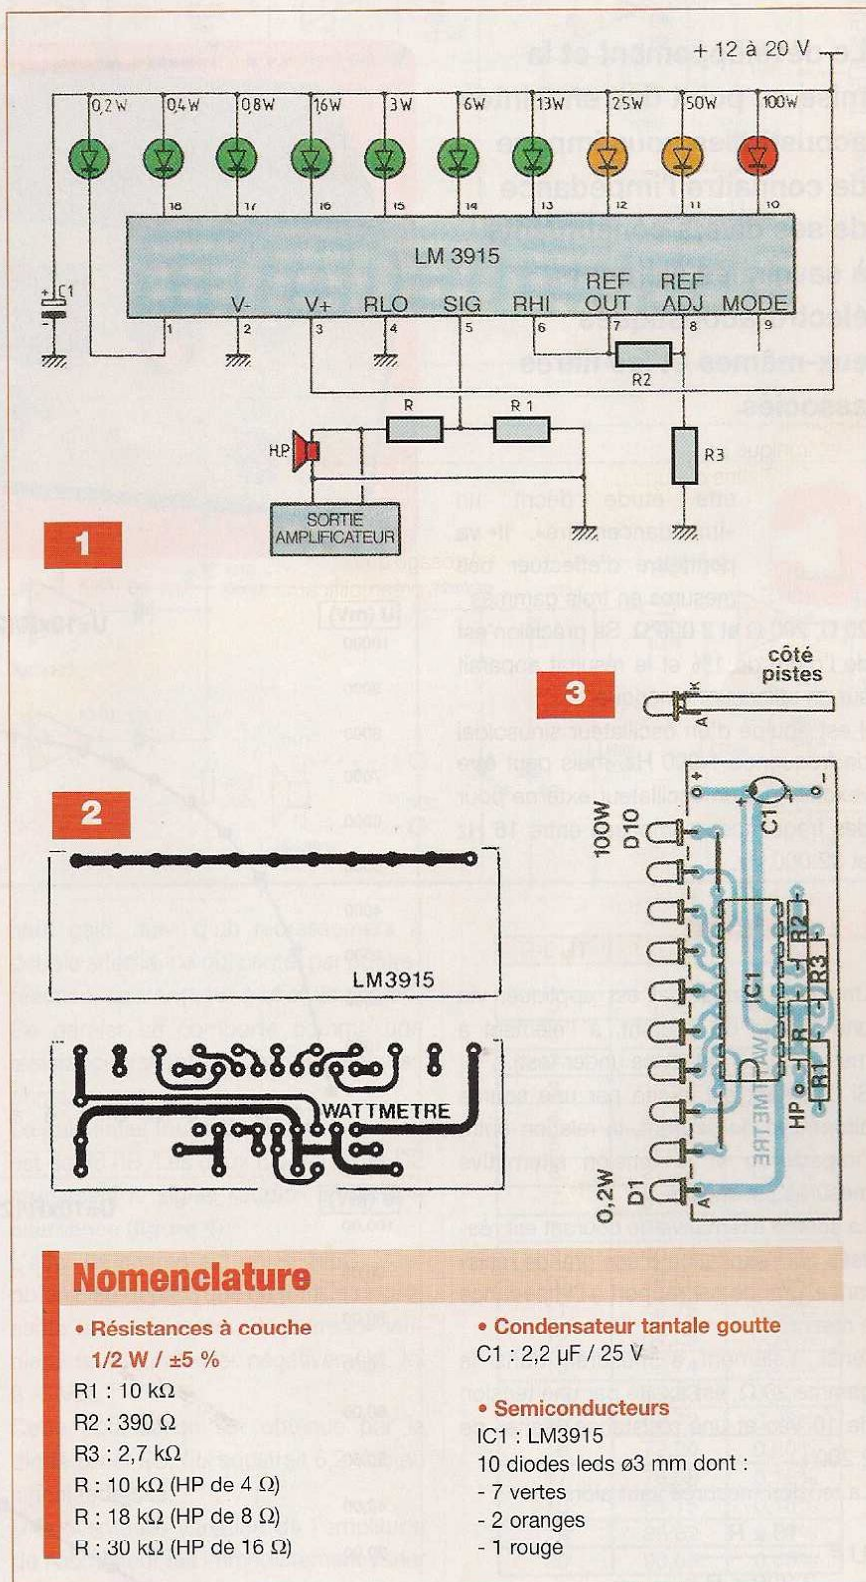 + 12 à 20 V
0,2W 0,4W 0,8W 1,6W 3W 6W 13W 25W 50W 100W
18 17 16 15 14 13 12 11 10
LM 3915
REF REF
V- V+ RLO SIG RHI OUT ADJ MODE
1 2 3 4 5 6 7 8 9
+ C1
-
R2
R
R 1
H.P.
R3
SORTIE
AMPLIFICATEUR
1
3
côté
pistes
K
A
2
LM3915
WATTMETRE
+ -
+ C1 -
100W
D10
IC1
R2
R3
R
R1
HP
WATTMETRE
0,2W
D1
A
Nomenclature
• Résistances à couche
1/2 W / ±5 %
R1 : 10 kΩ
R2 : 390 Ω
R3 : 2,7 kΩ
R : 10 kΩ (HP de 4 Ω)
R : 18 kΩ (HP de 8 Ω)
R : 30 kΩ (HP de 16 Ω)
• Condensateur tantale goutte
C1 : 2,2 µF / 25 V
• Semiconducteurs
IC1 : LM3915
10 diodes leds ø3 mm dont :
- 7 vertes
- 2 oranges
- 1 rouge